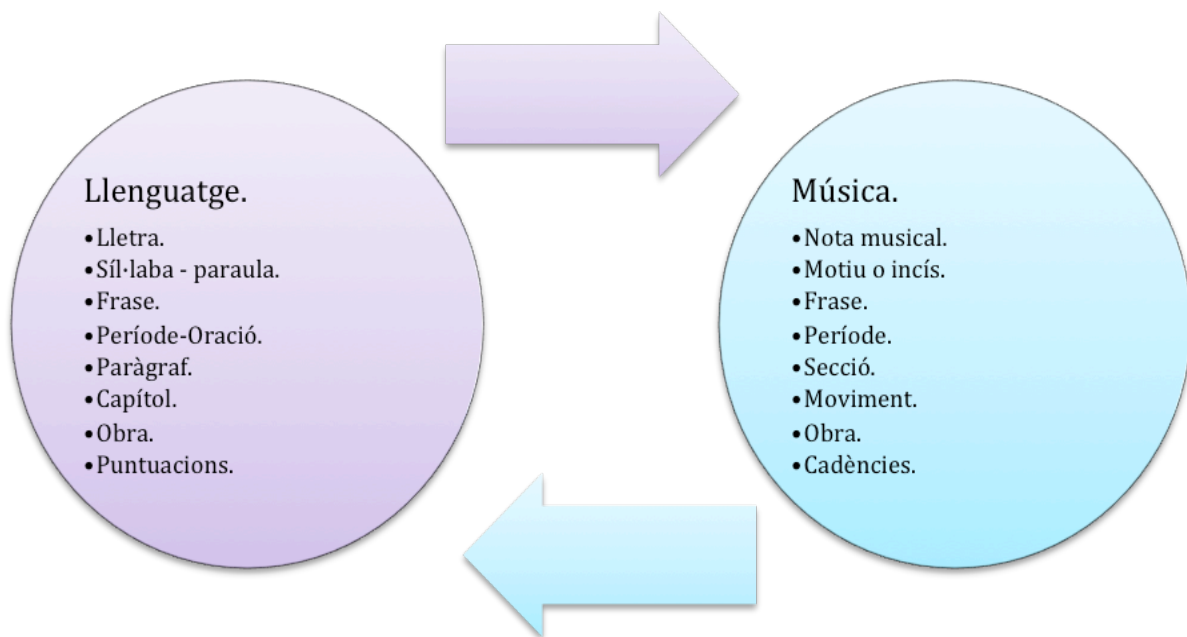 Llenguatge.
•Lletra.
•Síl·laba - paraula.
•Frase.
•Període-Oració.
•Paràgraf.
•Capítol.
•Obra.
•Puntuacions.
Música.
•Nota musical.
•Motiu o incís.
•Frase.
•Període.
•Secció.
•Moviment.
•Obra.
•Cadències.